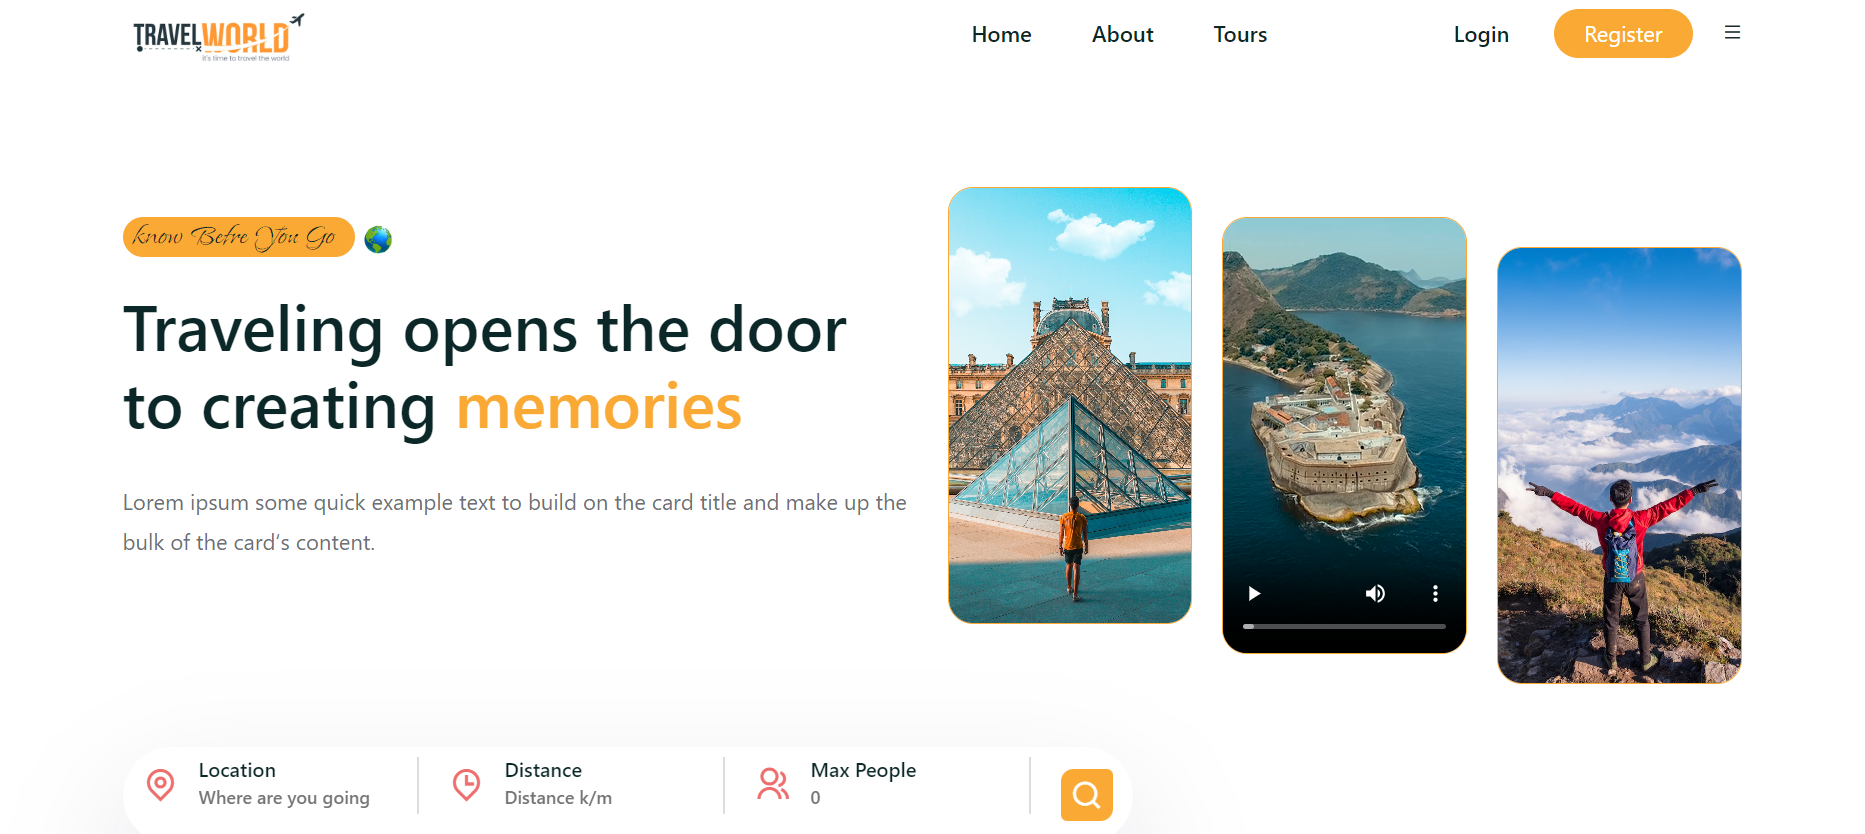 TRAVELWORLD
it's time to travel the world
Home About Tours Login Register
know Befre You Go
Traveling opens the door
to creating memories
Lorem ipsum some quick example text to build on the card title and make up the
bulk of the card's content.
Location Distance Max People
Where are you going Distance k/m 0